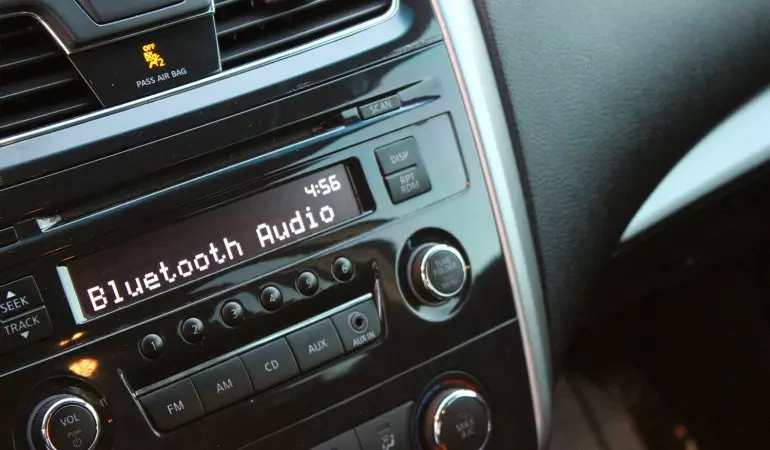 OFF
2
PASS AIR BAG
SCAN
DISP
RPT
RDM
4:56
Bluetooth Audio
SEEK
TRACK
1
2
3
4
5
6
FM
AM
CD
AUX
AUX IN
TUNE
FOLDER
VOL
PUSH
MAX
A/C